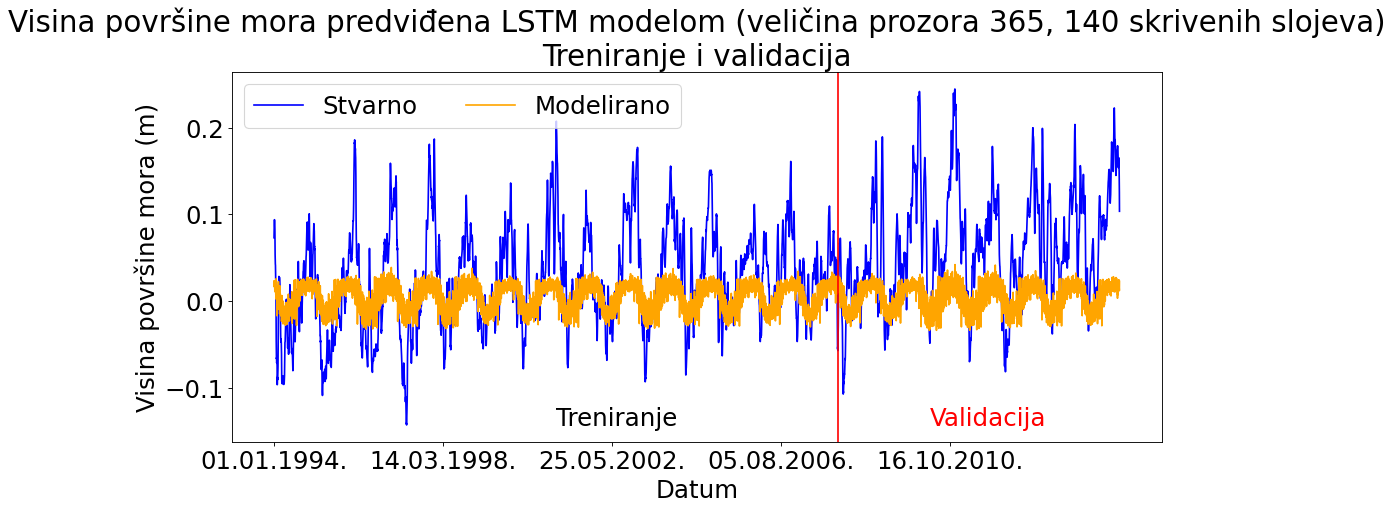 Visina površine mora predviđena LSTM modelom (veličina prozora 365, 140 skrivenih slojeva)
Treniranje i validacija
Stvarno
Modelirano
Visina površine mora (m)
0.2
0.1
0.0
−0.1
Treniranje
Validacija
01.01.1994.
14.03.1998.
25.05.2002.
05.08.2006.
16.10.2010.
Datum